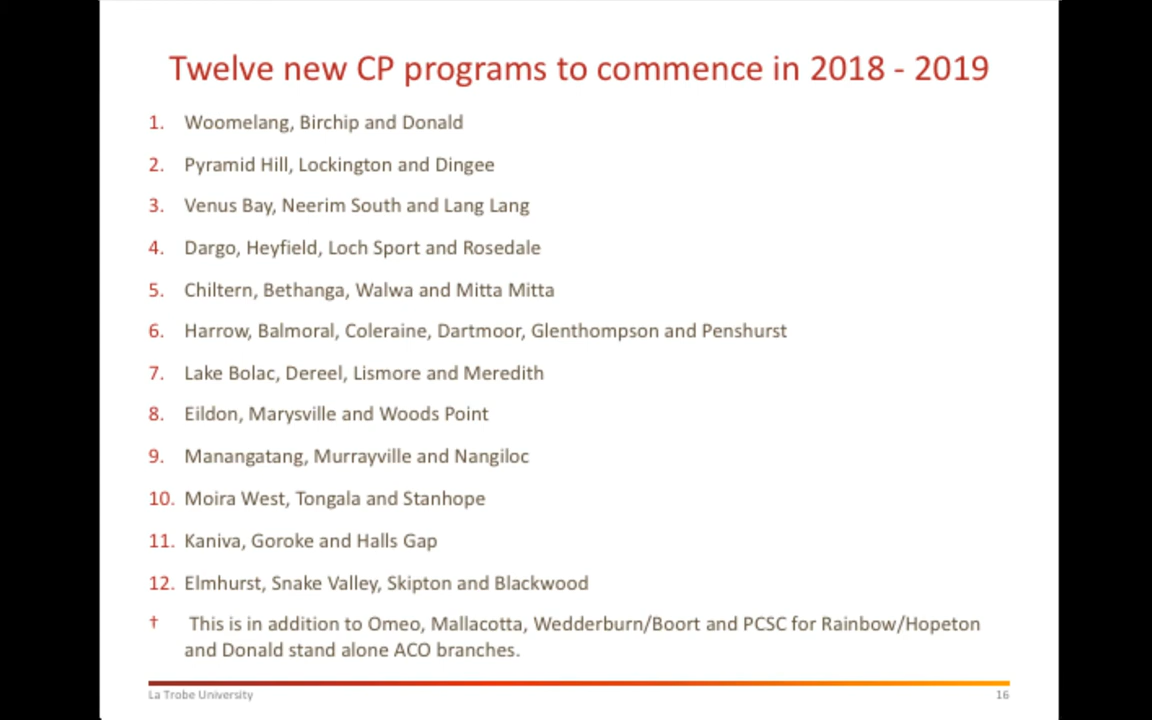 Twelve new CP programs to commence in 2018 - 2019
1. Woomelang, Birchip and Donald
2. Pyramid Hill, Lockington and Dingee
3. Venus Bay, Neerim South and Lang Lang
4. Dargo, Heyfield, Loch Sport and Rosedale
5. Chiltern, Bethanga, Walwa and Mitta Mitta
6. Harrow, Balmoral, Coleraine, Dartmoor, Glenthompson and Penshurst
7. Lake Bolac, Dereel, Lismore and Meredith
8. Eildon, Marysville and Woods Point
9. Manangatang, Murrayville and Nangiloc
10. Moira West, Tongala and Stanhope
11. Kaniva, Goroke and Halls Gap
12. Elmhurst, Snake Valley, Skipton and Blackwood
† This is in addition to Omeo, Mallacotta, Wedderburn/Boort and PCSC for Rainbow/Hopeton
and Donald stand alone ACO branches.
La Trobe University 16